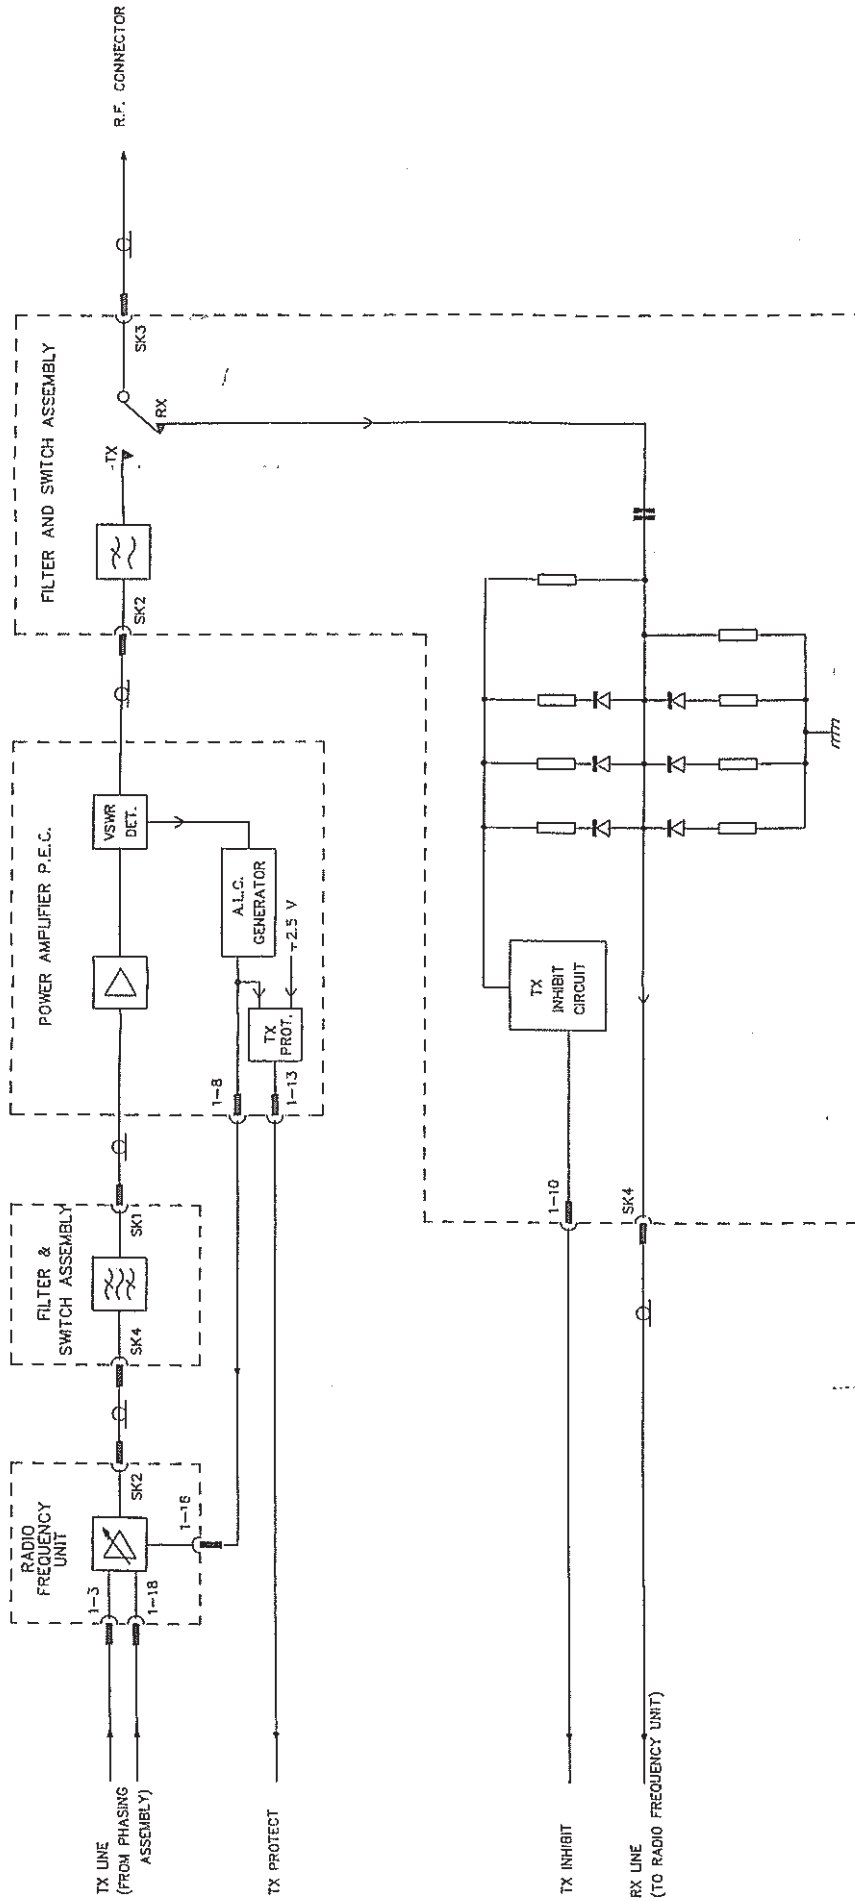 TX LINE
(FROM PHASING
ASSEMBLY)
TX PROTECT
TX INHIBIT
RX LINE
(TO RADIO FREQUENCY UNIT)
RADIO
FREQUENCY
UNIT
1-3
1-18
SK2
1-16
FILTER &
SWITCH ASSEMBLY
SK4
SK1
POWER AMPLIFIER P.E.C.
VSWR
DET.
A.L.C.
GENERATOR
TX
PROT.
-2.5 V
1-8
1-13
FILTER AND SWITCH ASSEMBLY
SK2
TX
RX
SK3
R.F. CONNECTOR
TX
INHIBIT
CIRCUIT
1-10
SK4